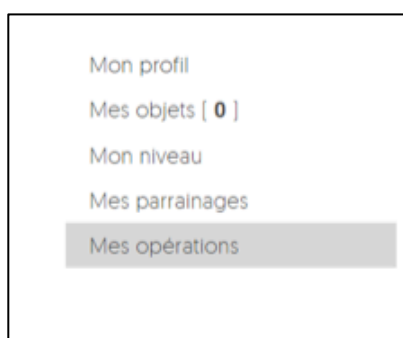 Mon profil
Mes objets [ 0 ]
Mon niveau
Mes parrainages
Mes opérations